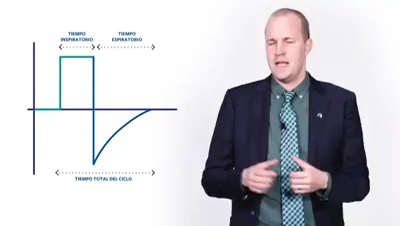 TIEMPO
INSPIRATORIO
TIEMPO
ESPIRATORIO
TIEMPO TOTAL DEL CICLO